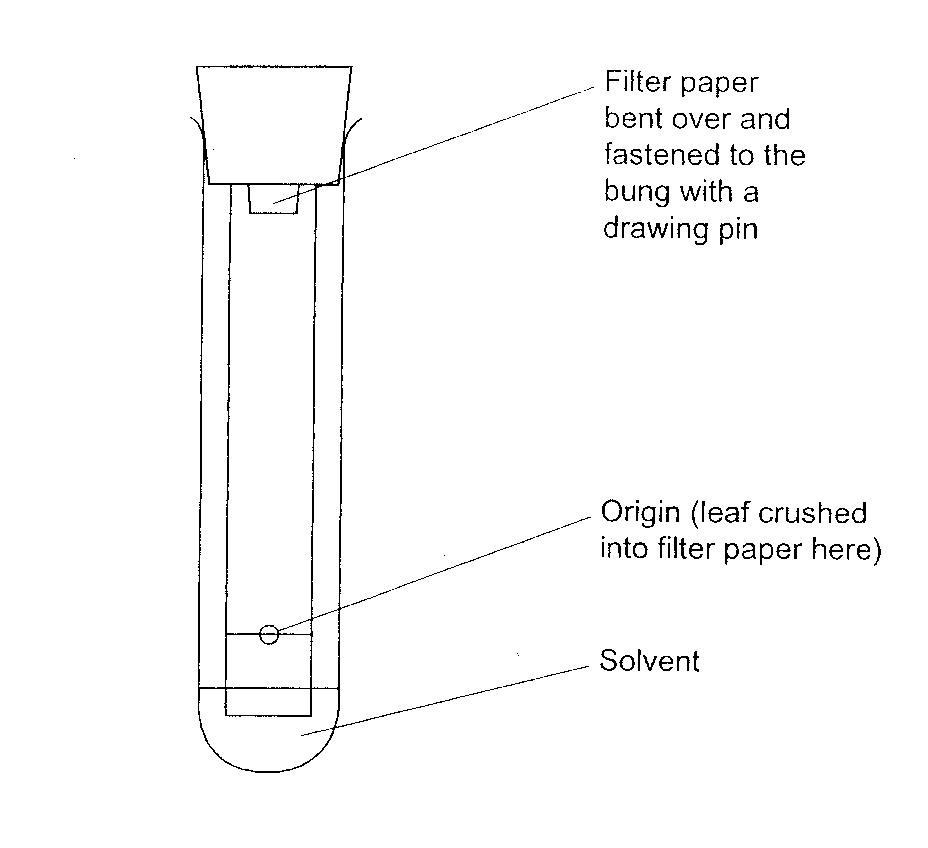 Filter paper
bent over and
fastened to the
bung with a
drawing pin
Origin (leaf crushed
into filter paper here)
Solvent